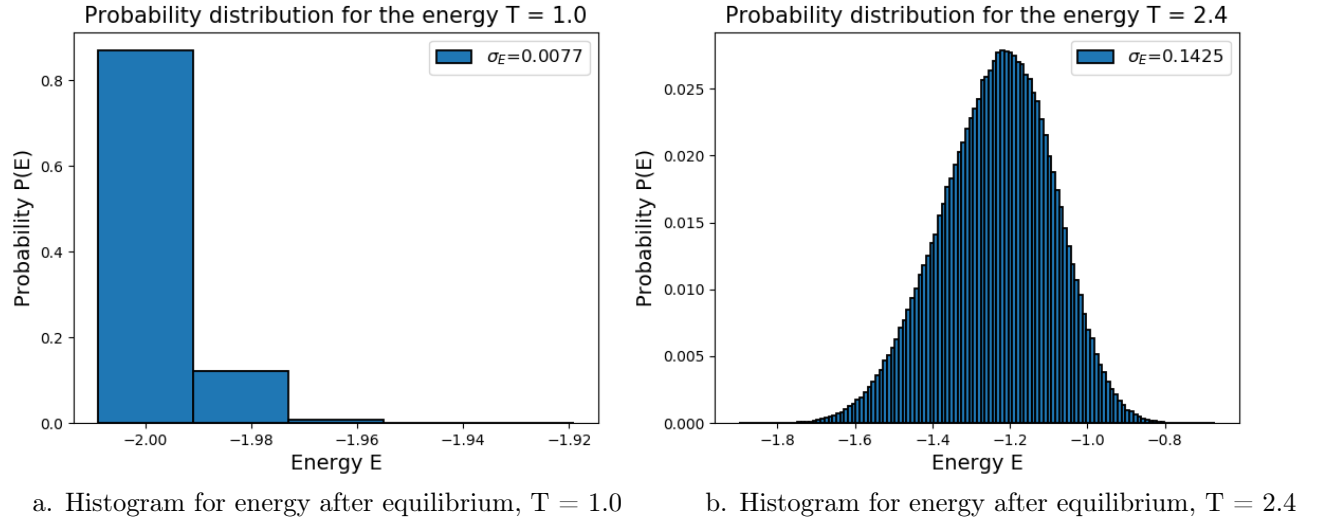 Probability distribution for the energy T = 1.0
σ_E=0.0077
0.8
0.6
0.4
0.2
0.0
Probability P(E)
−2.00 −1.98 −1.96 −1.94 −1.92
Energy E
a. Histogram for energy after equilibrium, T = 1.0
Probability distribution for the energy T = 2.4
σ_E=0.1425
0.025
0.020
0.015
0.010
0.005
0.000
Probability P(E)
−1.8 −1.6 −1.4 −1.2 −1.0 −0.8
Energy E
b. Histogram for energy after equilibrium, T = 2.4